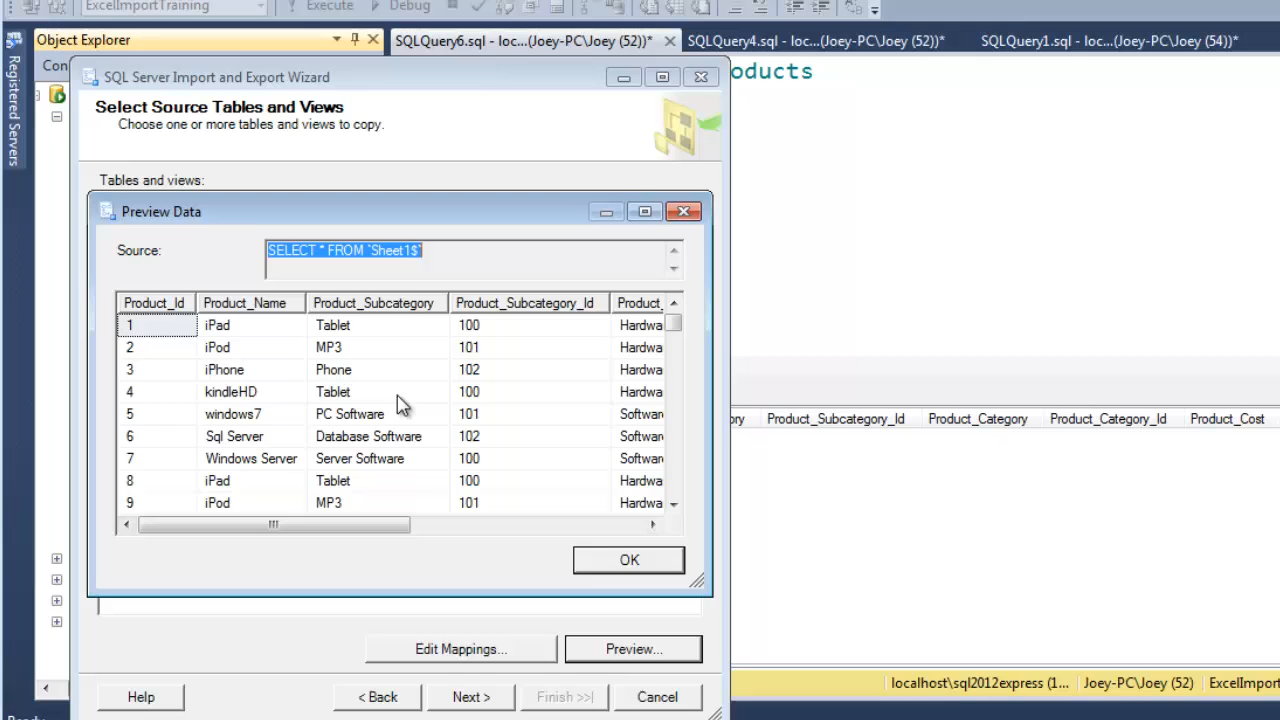 ExcelImportTraining Execute Debug
Object Explorer
SQLQuery6.sql - loc...(Joey-PC\Joey (52))* SQLQuery4.sql - loc...(Joey-PC\Joey (52))* SQLQuery1.sql - loc...(Joey-PC\Joey (54))*
Registered Servers
Con
SQL Server Import and Export Wizard
oducts
Select Source Tables and Views
Choose one or more tables and views to copy.
Tables and views:
Preview Data
Source: SELECT * FROM `Sheet1$`
Product_Id Product_Name Product_Subcategory Product_Subcategory_Id Product_
1 iPad Tablet 100 Hardwa
2 iPod MP3 101 Hardwa
3 iPhone Phone 102 Hardwa
4 kindleHD Tablet 100 Hardwa
5 windows7 PC Software 101 Softwar
6 Sql Server Database Software 102 Softwar
7 Windows Server Server Software 100 Softwar
8 iPad Tablet 100 Hardwa
9 iPod MP3 101 Hardwa
OK
ory Product_Subcategory_Id Product_Category Product_Category_Id Product_Cost
Edit Mappings... Preview...
Help < Back Next > Finish >>| Cancel
localhost\sql2012express (1... Joey-PC\Joey (52) ExcelImport